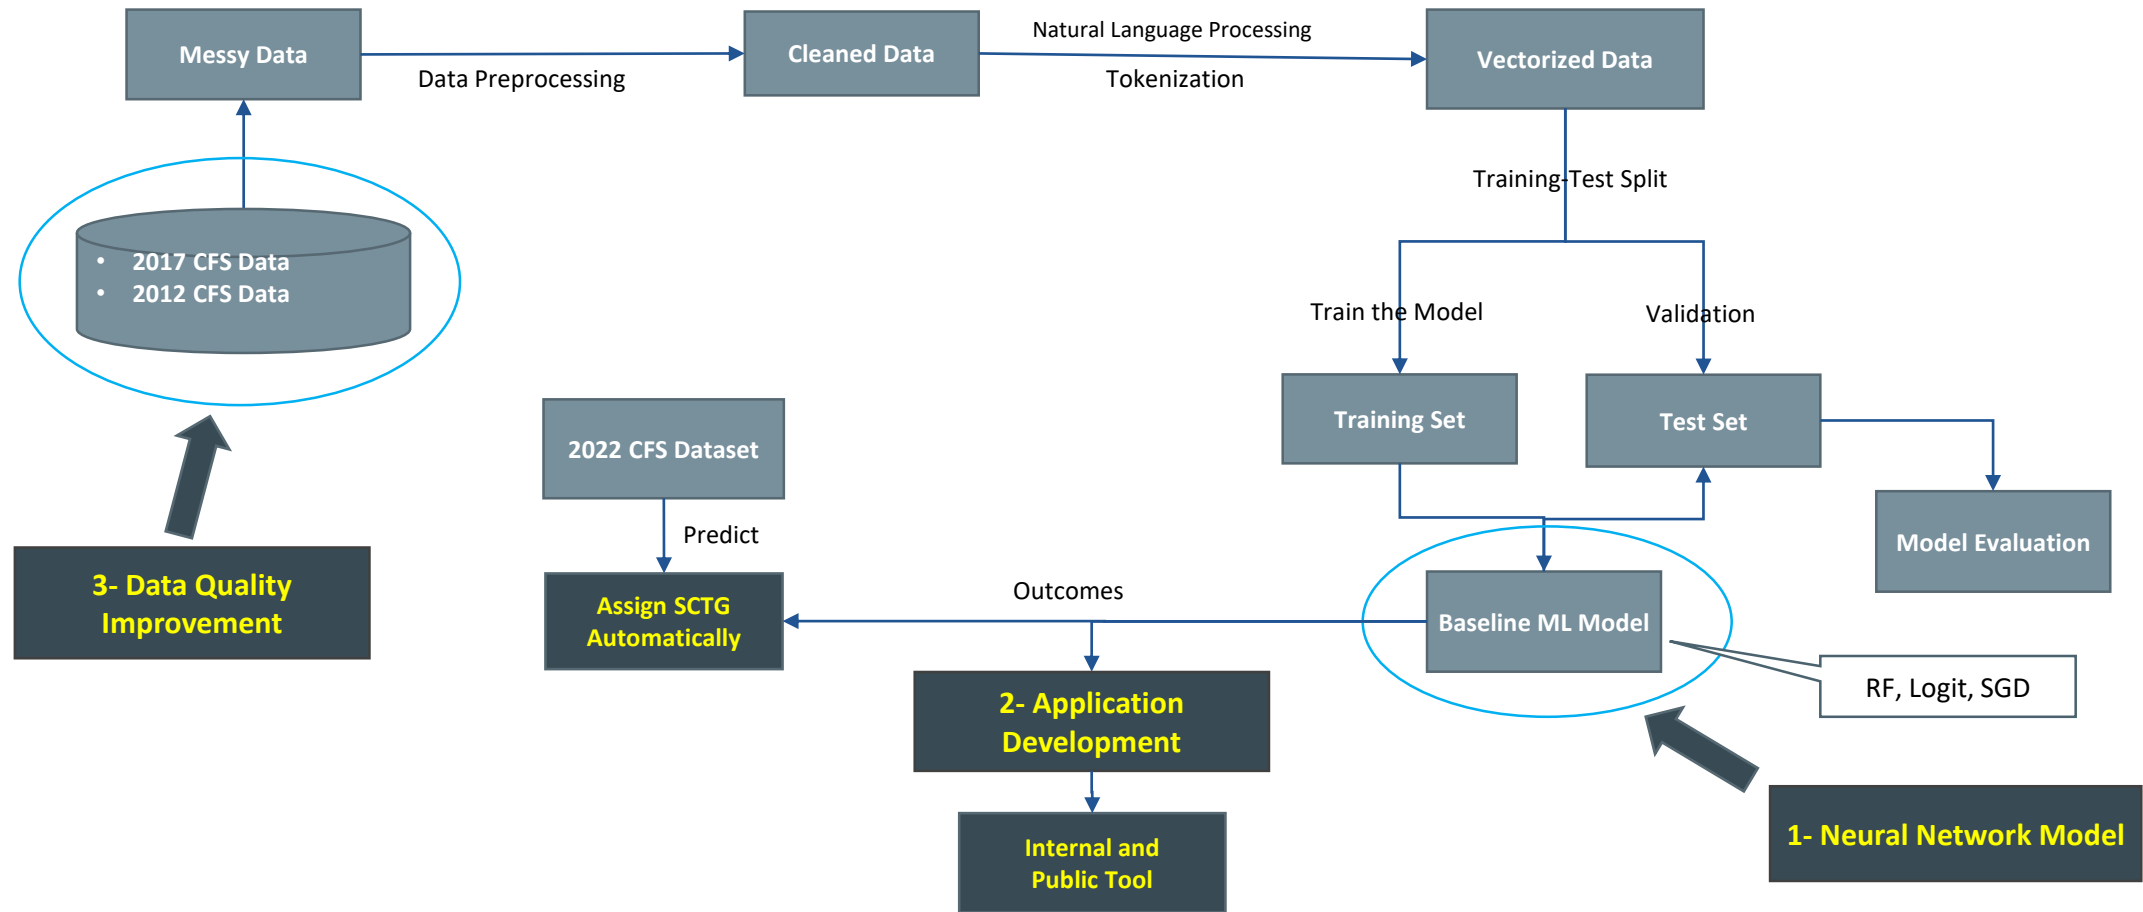 Messy Data
Data Preprocessing
Cleaned Data
Natural Language Processing
Tokenization
Vectorized Data
Training-Test Split
• 2017 CFS Data
• 2012 CFS Data
Train the Model
Validation
Training Set
Test Set
2022 CFS Dataset
Predict
Model Evaluation
3- Data Quality
Improvement
Assign SCTG
Automatically
Outcomes
Baseline ML Model
RF, Logit, SGD
2- Application
Development
1- Neural Network Model
Internal and
Public Tool